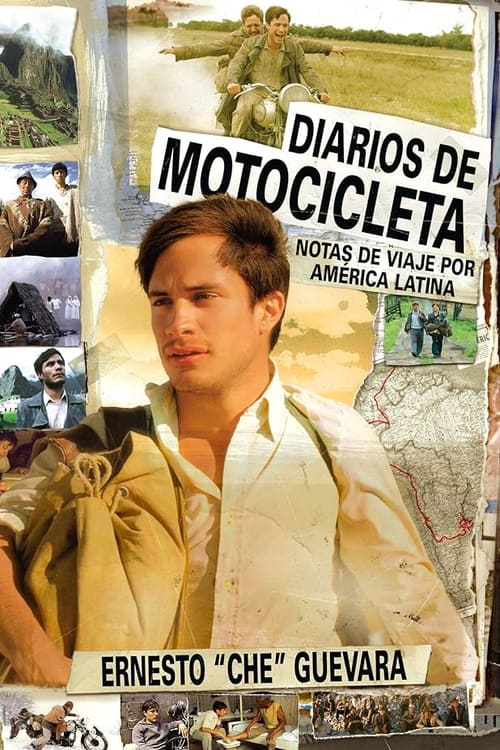 DIARIOS DE
MOTOCICLETA
NOTAS DE VIAJE POR
AMÉRICA LATINA
ERNESTO "CHE" GUEVARA